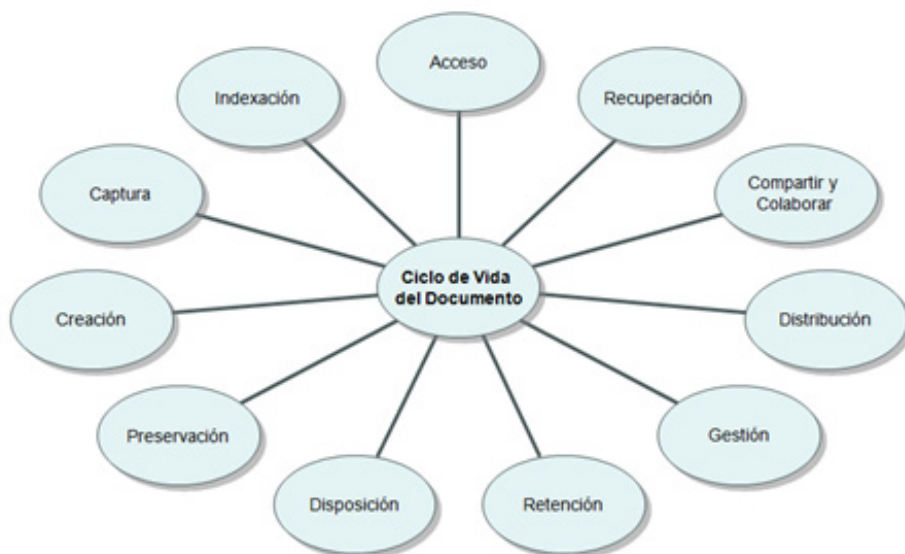 Acceso
Indexación
Recuperación
Captura
Compartir y
Colaborar
Ciclo de Vida
del Documento
Creación
Distribución
Preservación
Gestión
Disposición
Retención